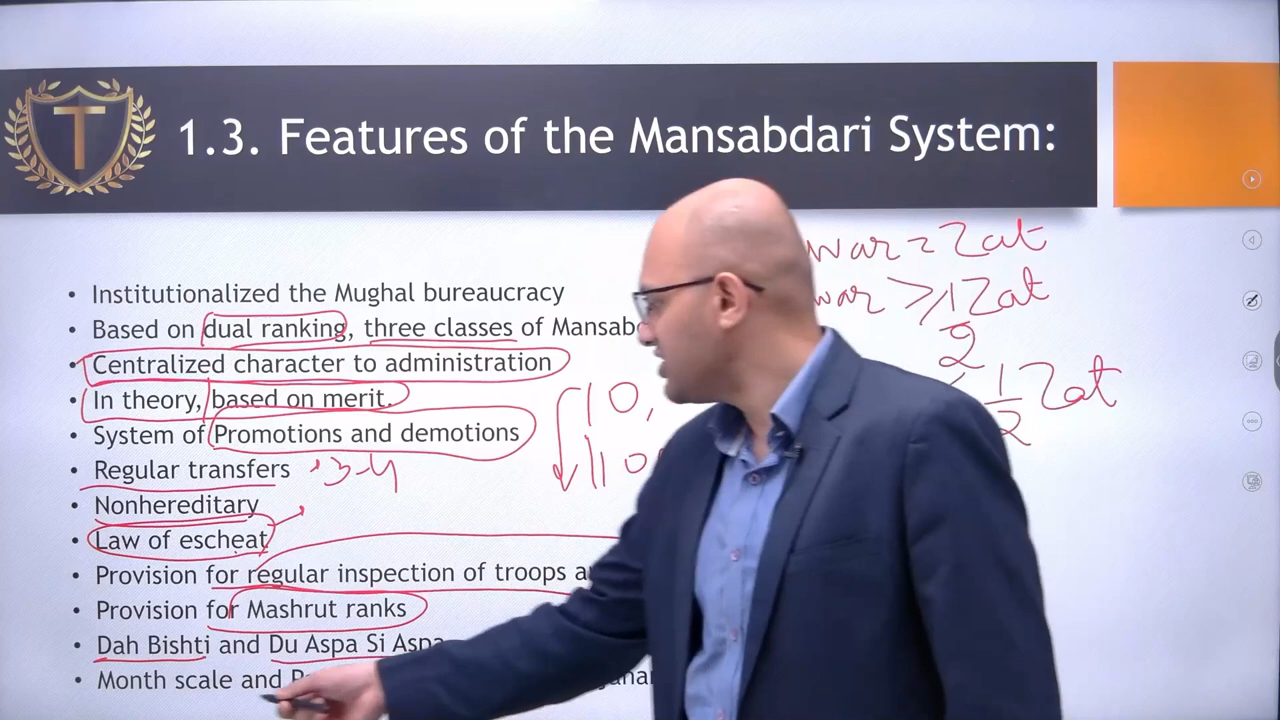 T
1.3. Features of the Mansabdari System:
• Institutionalized the Mughal bureaucracy
• Based on dual ranking, three classes of
• Centralized character to administration
• In theory, based on merit.
• System of Promotions and demotions
• Regular transfers 3-4
• Nonhereditary
• Law of escheat
• Provision for regular inspection of troops
• Provision for Mashrut ranks
• Dah Bishti and Du Aspa Si Aspa
• Month scale and
war = Zat
war > 1 Zat
2
1 Zat
2
10,